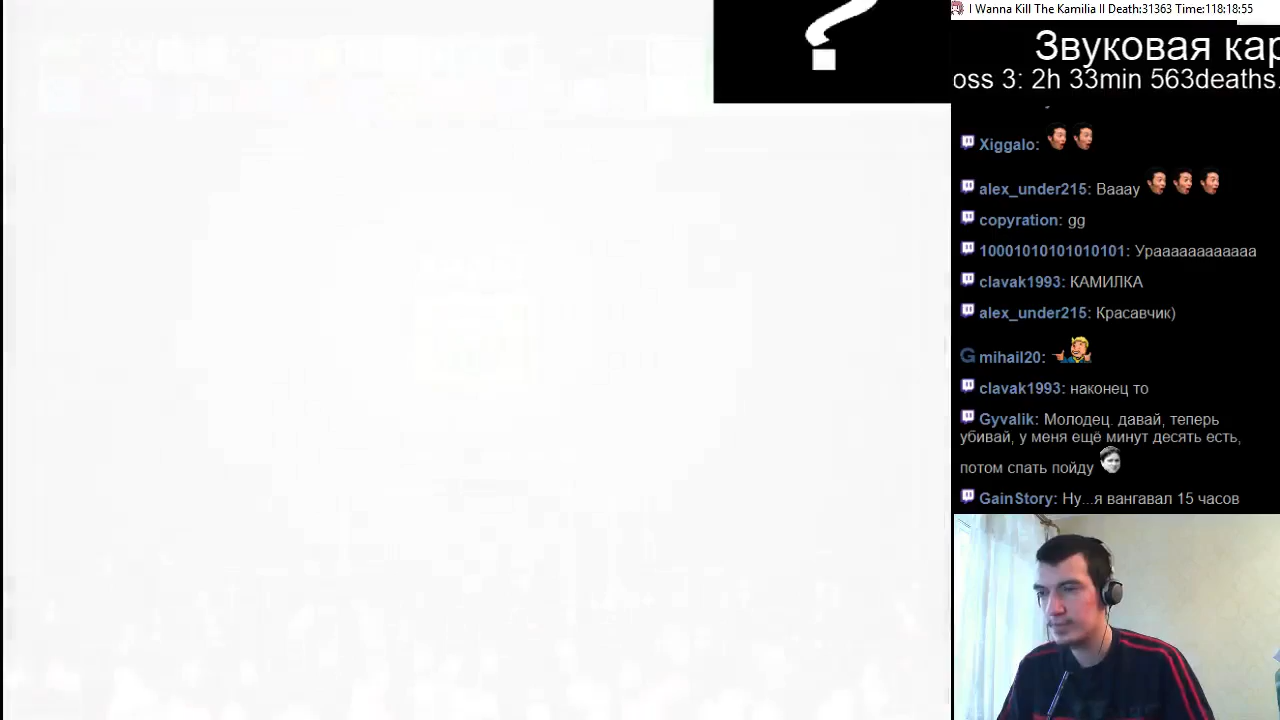 ?
I Wanna Kill The Kamilia II Death:31363 Time:118:18:55
Звуковая кар
oss 3: 2h 33min 563deaths.
Xiggalo:
alex_under215: Вааау
copyration: gg
10001010101010101: Ураааааааааааа
clavak1993: КАМИЛКА
alex_under215: Красавчик)
G mihail20:
clavak1993: наконец то
Gyvalik: Молодец. давай, теперь
убивай, у меня ещё минут десять есть,
потом спать пойду
GainStory: Ну...я вангавал 15 часов